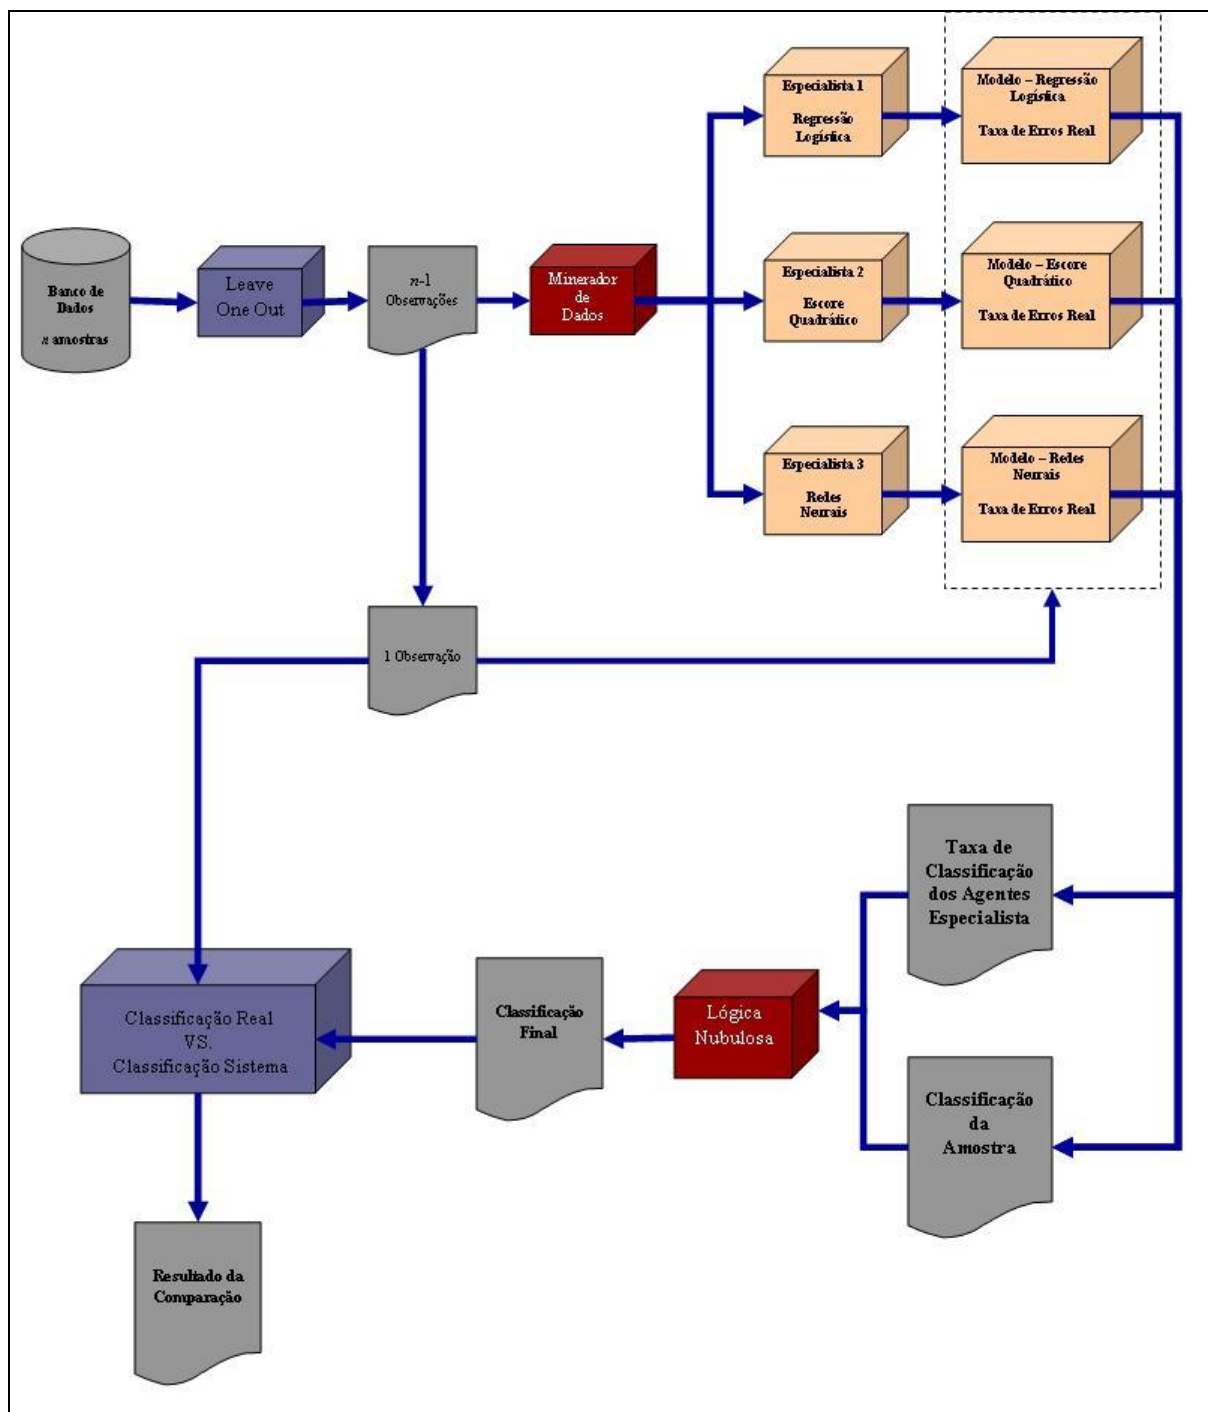 Especialista 1
Regressão
Logística
Modelo – Regressão
Logística
Taxa de Erros Real
Banco de
Dados
n amostras
Leave
One Out
n-1
Observações
Minerador
de
Dados
Especialista 2
Escore
Quadrático
Modelo – Escore
Quadrático
Taxa de Erros Real
Especialista 3
Redes
Neurais
Modelo – Redes
Neurais
Taxa de Erros Real
1 Observação
Taxa de
Classificação
dos Agentes
Especialista
Classificação Real
VS.
Classificação Sistema
Classificação
Final
Lógica
Nubulosa
Classificação
da
Amostra
Resultado da
Comparação